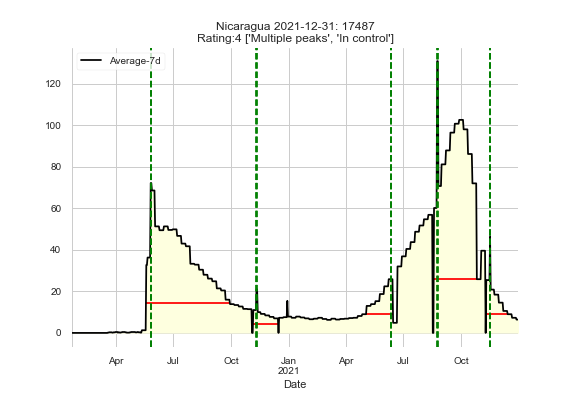 Nicaragua 2021-12-31: 17487
Rating:4 ['Multiple peaks', 'In control']
Average-7d
120
100
80
60
40
20
0
Apr
Jul
Oct
Jan
2021
Apr
Jul
Oct
Date